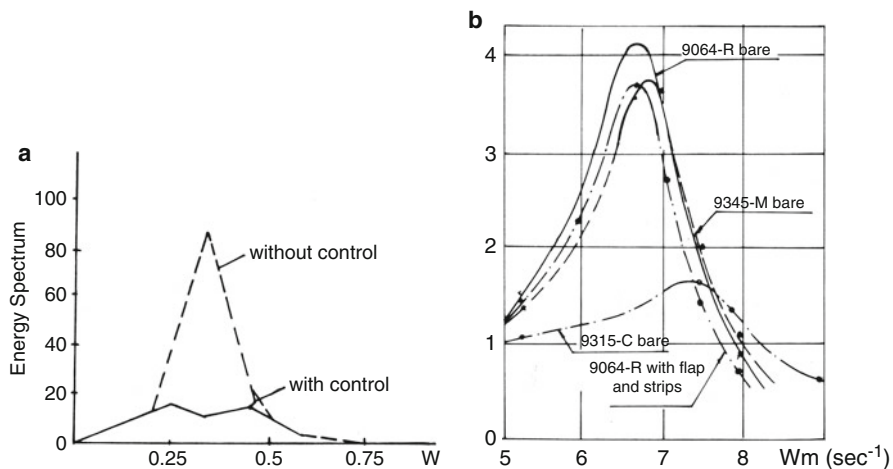 a
Energy Spectrum
100
80
60
40
20
0
without control
with control
0.25
0.5
0.75
W
b
4
3
2
1
0
9064-R bare
9345-M bare
9315-C bare
9064-R with flap
and strips
5
6
7
8
Wm (sec⁻¹)